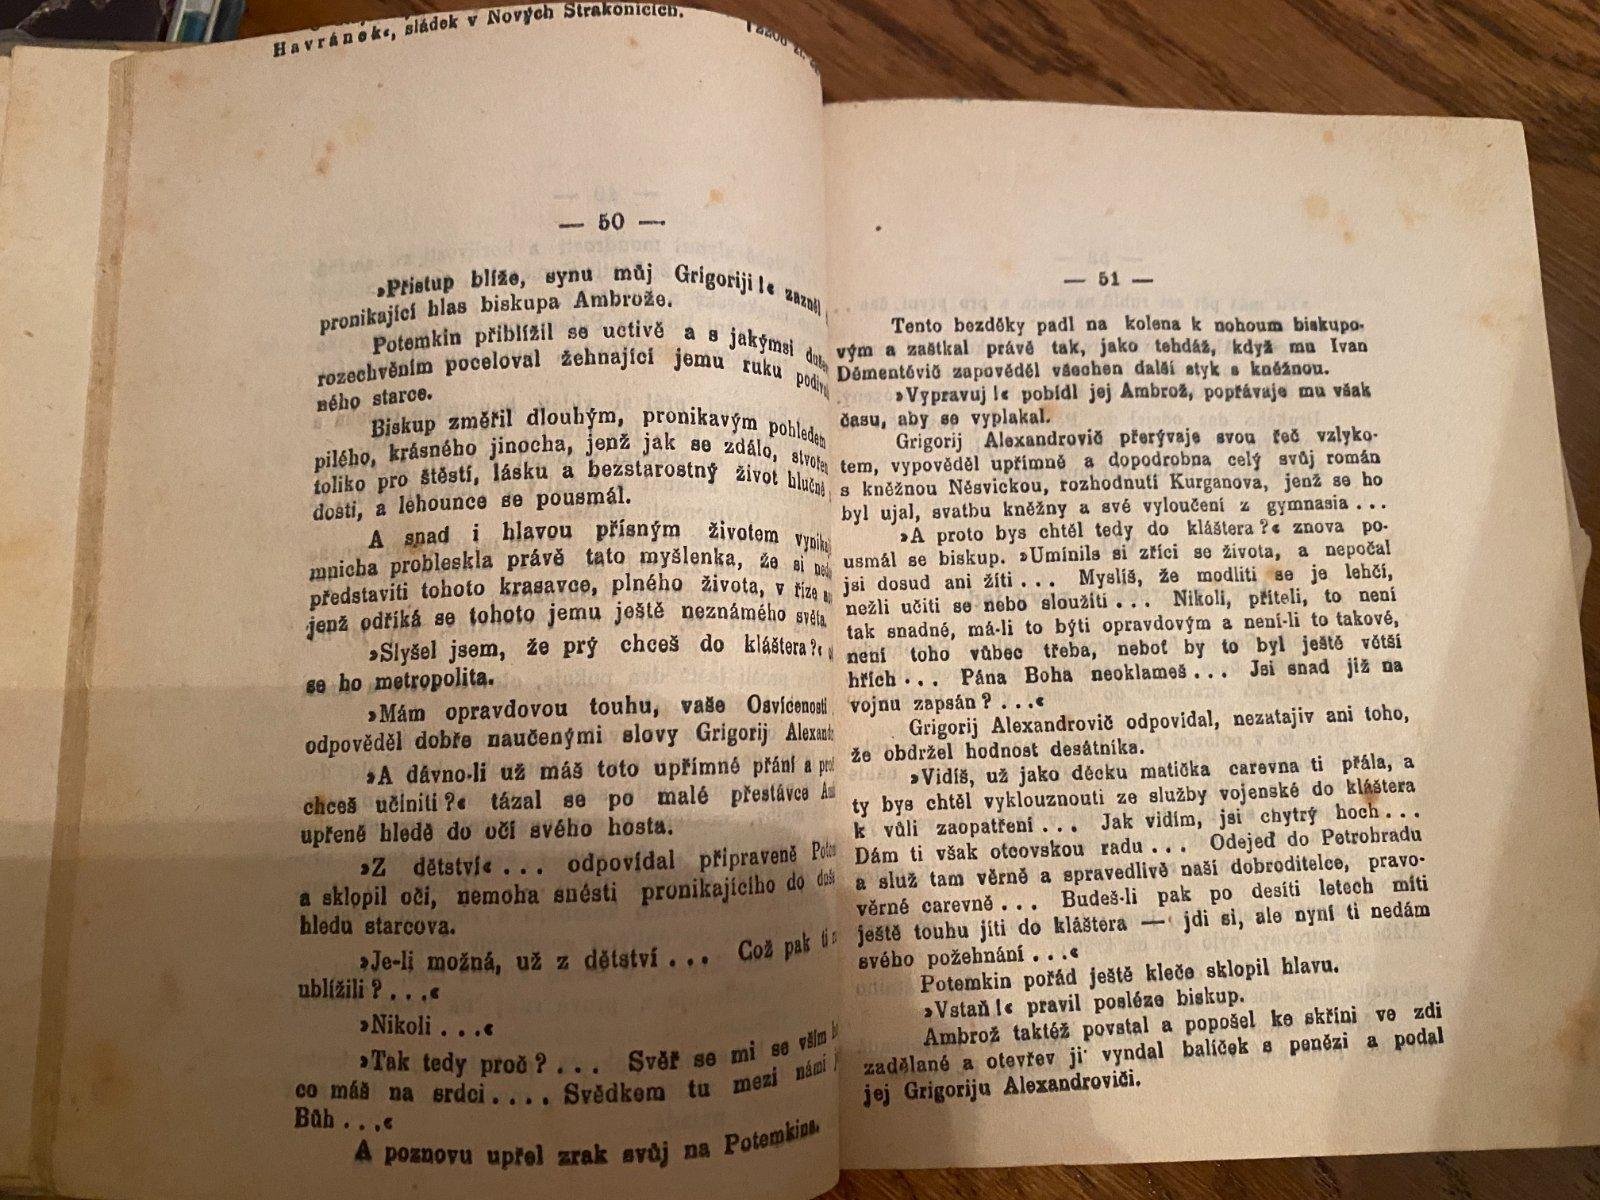 Havránek«, sládek v Nových Strakonicích.
— 50 —
»Přistup blíže, synu můj Grigoriji!« zazněl
pronikající hlas biskupa Ambrože.
Potemkin přiblížil se uctivě a s jakýmsi
rozechvěním poceloval žehnající jemu ruku
ného starce.
Biskup změřil dlouhým, pronikavým pohledem
pilého, krásného jinocha, jenž jak se zdálo, stvořen
toliko pro štěstí, lásku a bezstarostný život hlučné
dosti, a lehounce se pousmál.
A snad i hlavou přísným životem
mnicha probleskla právě tato myšlenka, že si
představiti tohoto krasavce, plného života, v říze
jenž odříká se tohoto jemu ještě neznámého světa.
»Slyšel jsem, že prý chceš do kláštera?«
se ho metropolita.
»Mám opravdovou touhu, vaše Osvícenosti
odpověděl dobře naučenými slovy Grigorij
»A dávno-li už máš toto upřímné přání a
chceš učiniti?« tázal se po malé přestávce
upřeně hledě do očí svého hosta.
»Z dětství«... odpovídal připraveně
a sklopil oči, nemoha snésti pronikajícího do
hledu starcova.
»Je-li možná, už z dětství... Což pak ti
ublížili?...«
»Nikoli...«
»Tak tedy proč?... Svěř se mi se vším
co máš na srdci.... Svědkem tu mezi námi
Bůh...«
A poznovu upřel zrak svůj na Potemkina.
— 51 —
Tento bezděky padl na kolena k nohoum biskupo-
vým a zaštkal právě tak, jako tehdáž, když mu Ivan
Děmentěvič zapověděl všechen další styk s kněžnou.
»Vypravuj!« pobídl jej Ambrož, popřávaje mu však
času, aby se vyplakal.
Grigorij Alexandrovič přerývaje svou řeč vzlyko-
tem, vypověděl upřímně a dopodrobna celý svůj román
s kněžnou Něsvickou, rozhodnutí Kurganova, jenž se ho
byl ujal, svatbu kněžny a své vyloučení z gymnasia...
»A proto bys chtěl tedy do kláštera?« znova po-
usmál se biskup. »Umínils si zříci se života, a nepočal
jsi dosud ani žíti... Myslíš, že modliti se je lehčí,
nežli učiti se nebo sloužiti... Nikoli, příteli, to není
tak snadné, má-li to býti opravdovým a není-li to takové,
není toho vůbec třeba, neboť by to byl ještě větší
hřích... Pána Boha neoklameš... Jsi snad již na
vojnu zapsán?...«
Grigorij Alexandrovič odpovídal, nezatajiv ani toho,
že obdržel hodnost desátníka.
»Vidíš, už jako děcku matička carevna ti přála, a
ty bys chtěl vyklouznouti ze služby vojenské do kláštera
k vůli zaopatření... Jak vidím, jsi chytrý hoch...
Dám ti však otcovskou radu... Odejeď do Petrohradu
a služ tam věrně a spravedlivě naší dobroditelce, pravo-
věrné carevně... Budeš-li pak po desíti letech míti
ještě touhu jíti do kláštera — jdi si, ale nyní ti nedám
svého požehnání...«
Potemkin pořád ještě kleče sklopil hlavu.
»Vstaň!« pravil posléze biskup.
Ambrož taktéž povstal a popošel ke skříni ve zdi
zadělané a otevřev ji vyndal balíček s penězi a podal
jej Grigoriju Alexandroviči.